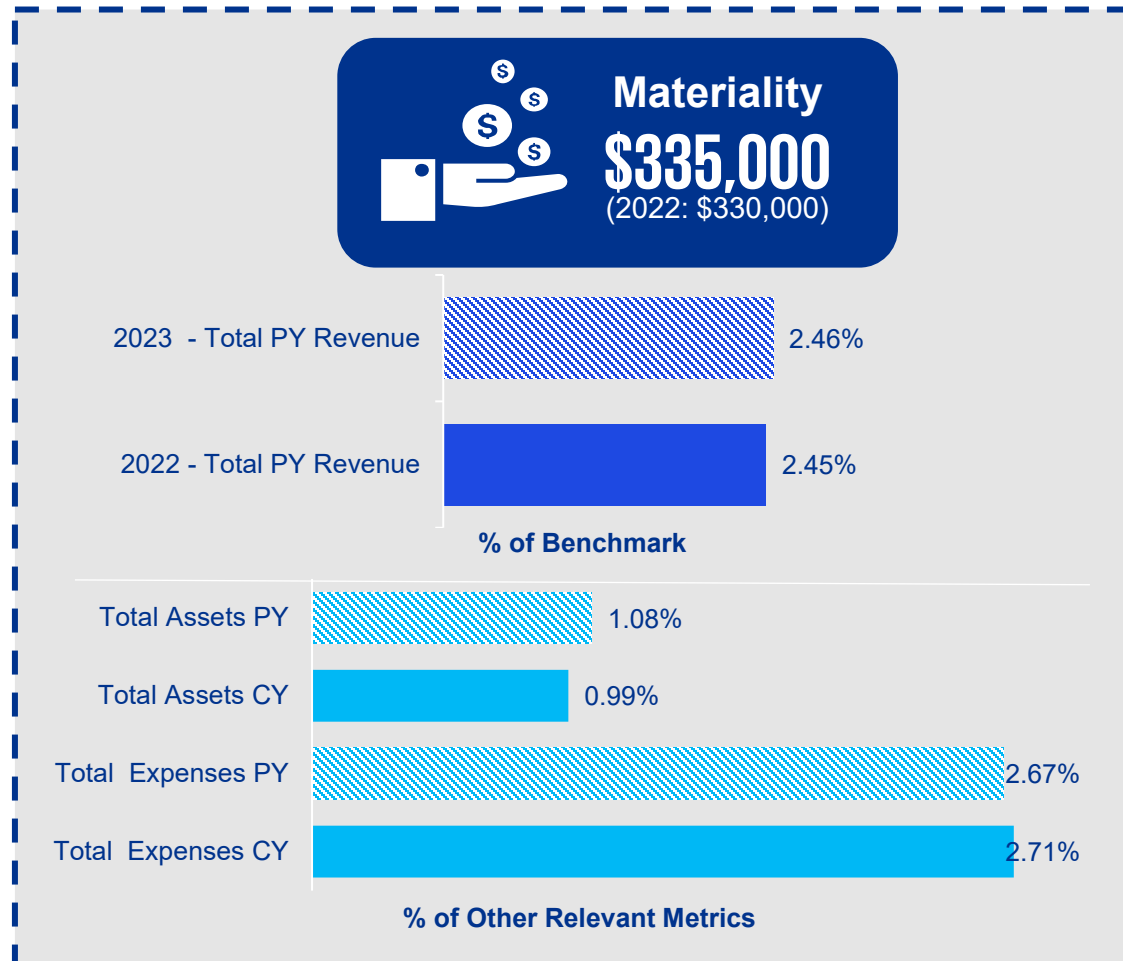 $
$
$
$
Materiality
$335,000
(2022: $330,000)
2023 - Total PY Revenue 2.46%
2022 - Total PY Revenue 2.45%
% of Benchmark
Total Assets PY 1.08%
Total Assets CY 0.99%
Total Expenses PY 2.67%
Total Expenses CY 2.71%
% of Other Relevant Metrics